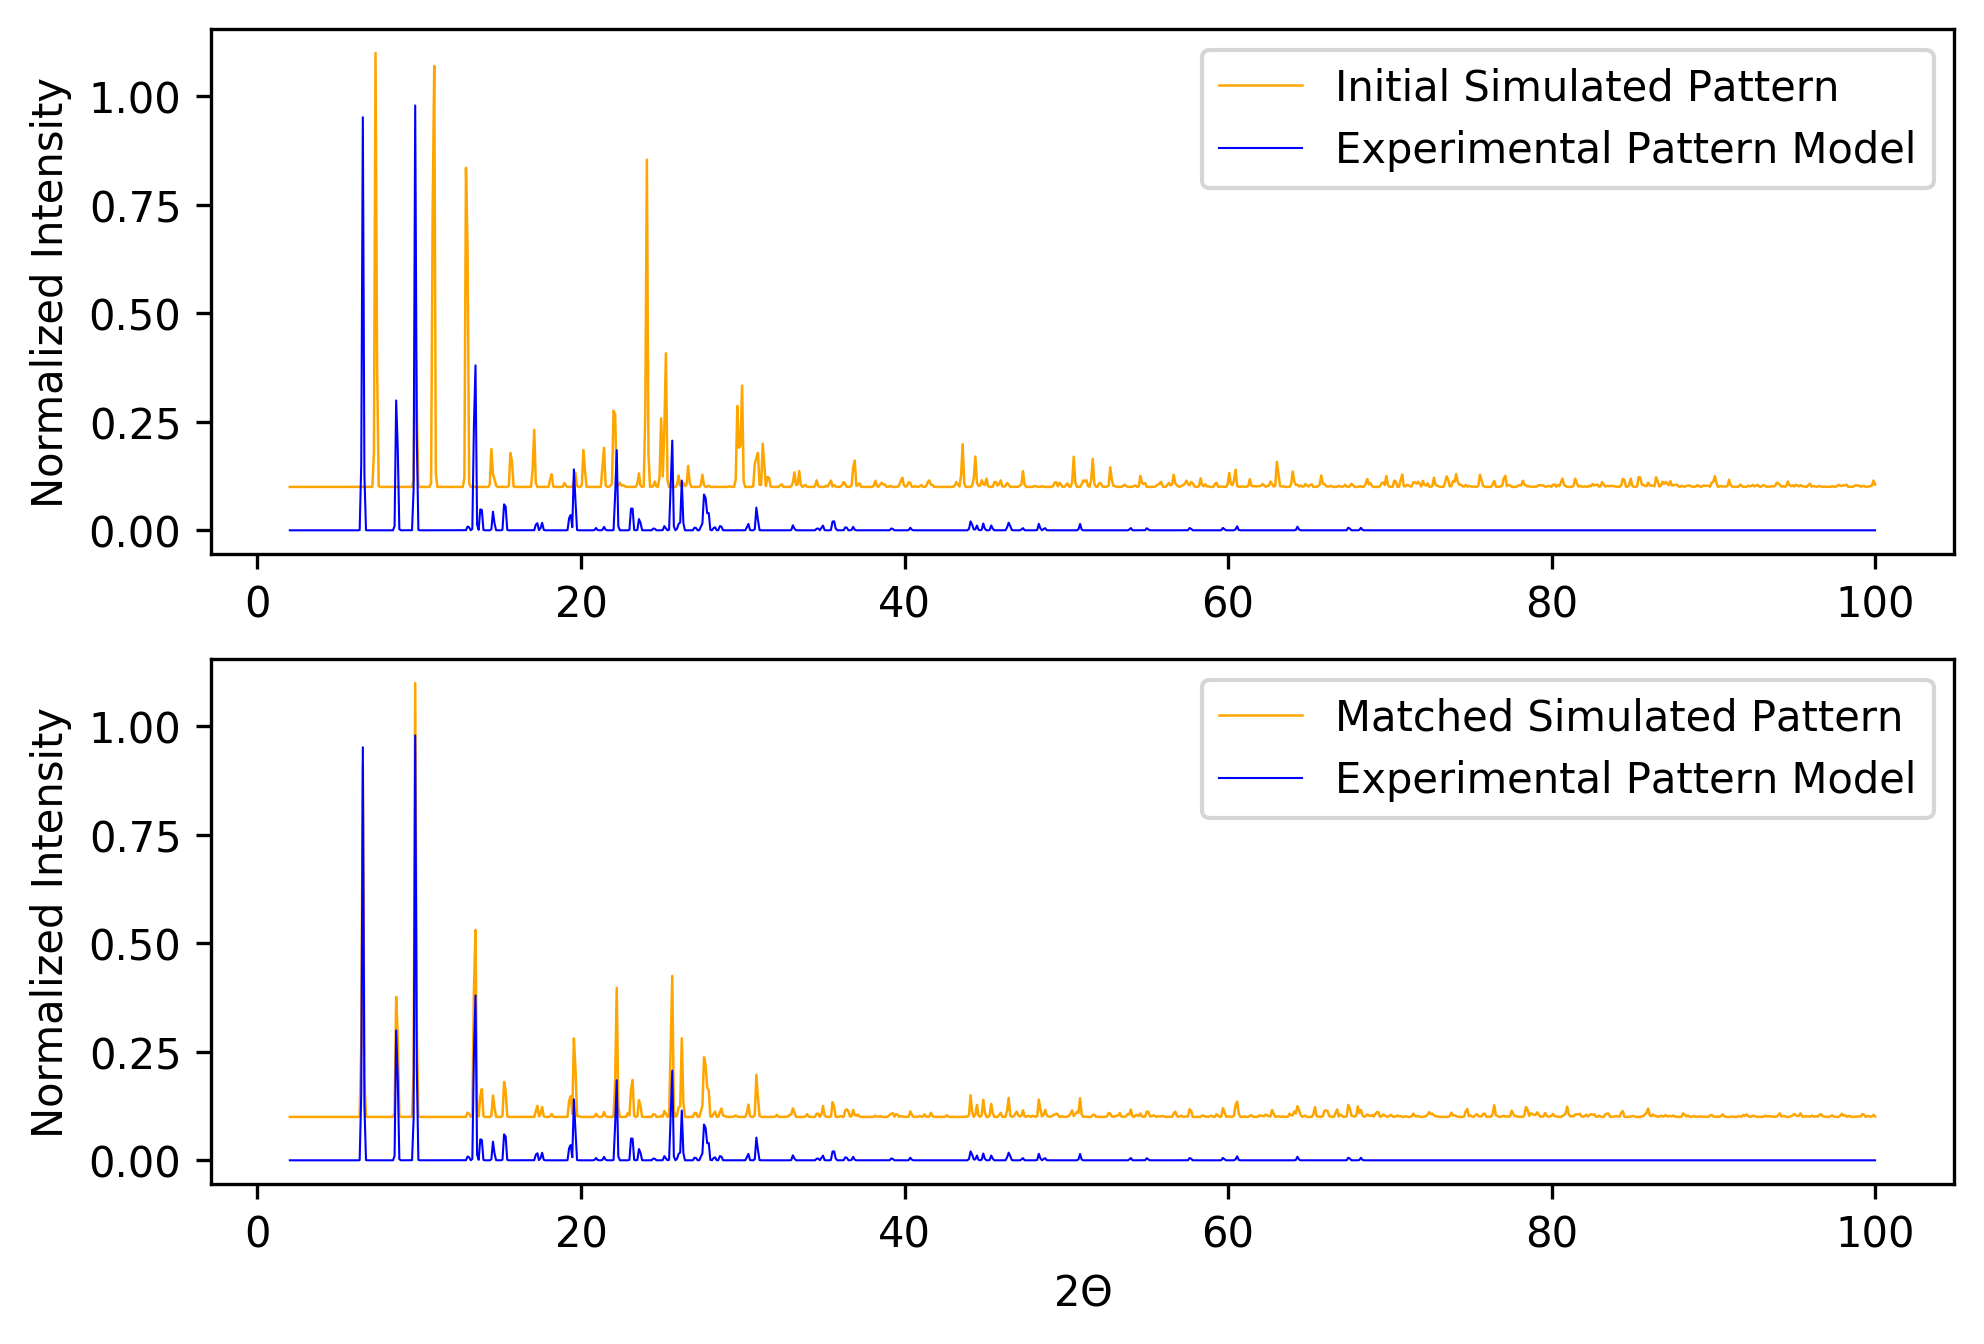 Normalized Intensity
1.00
0.75
0.50
0.25
0.00
0 20 40 60 80 100
Initial Simulated Pattern
Experimental Pattern Model
Normalized Intensity
1.00
0.75
0.50
0.25
0.00
0 20 40 60 80 100
Matched Simulated Pattern
Experimental Pattern Model
2Θ